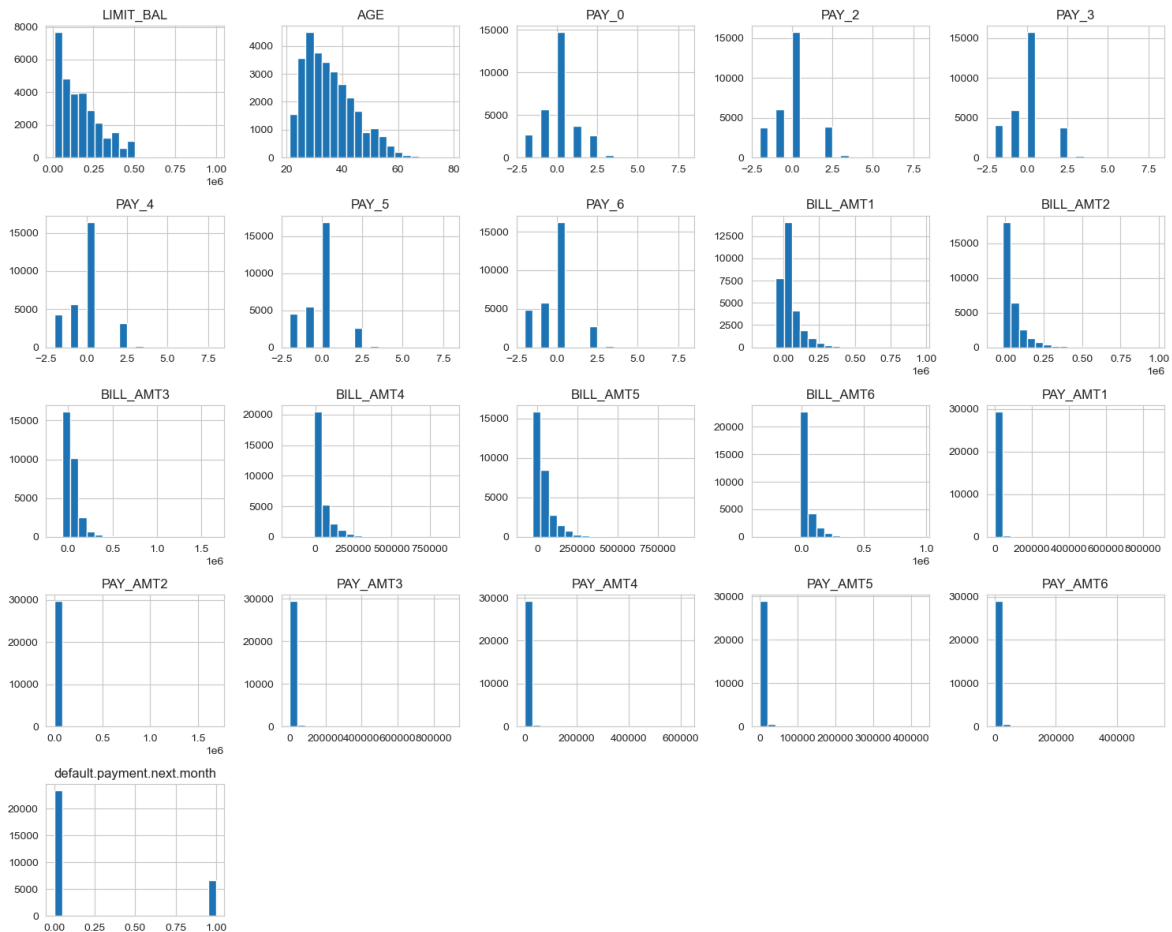 LIMIT_BAL AGE PAY_0 PAY_2 PAY_3
8000 6000 4000 2000 0
0.00 0.25 0.50 0.75 1.00
1e6
4000 3000 2000 1000 0
20 40 60 80
15000 10000 5000 0
−2.5 0.0 2.5 5.0 7.5
15000 10000 5000 0
−2.5 0.0 2.5 5.0 7.5
15000 10000 5000 0
−2.5 0.0 2.5 5.0 7.5
PAY_4 PAY_5 PAY_6 BILL_AMT1 BILL_AMT2
15000 10000 5000 0
−2.5 0.0 2.5 5.0 7.5
15000 10000 5000 0
−2.5 0.0 2.5 5.0 7.5
15000 10000 5000 0
−2.5 0.0 2.5 5.0 7.5
12500 10000 7500 5000 2500 0
0.00 0.25 0.50 0.75 1.00
1e6
15000 10000 5000 0
0.00 0.25 0.50 0.75 1.00
1e6
BILL_AMT3 BILL_AMT4 BILL_AMT5 BILL_AMT6 PAY_AMT1
15000 10000 5000 0
0.0 0.5 1.0 1.5
1e6
20000 15000 10000 5000 0
0 250000 500000 750000
15000 10000 5000 0
0 250000 500000 750000
20000 15000 10000 5000 0
0.0 0.5 1.0
1e6
30000 20000 10000 0
0 200000 400000 600000 800000
PAY_AMT2 PAY_AMT3 PAY_AMT4 PAY_AMT5 PAY_AMT6
30000 20000 10000 0
0.0 0.5 1.0 1.5
1e6
30000 20000 10000 0
0 200000 400000 600000 800000
30000 20000 10000 0
0 200000 400000 600000
30000 20000 10000 0
0 100000 200000 300000 400000
30000 20000 10000 0
0 200000 400000
default.payment.next.month
20000 15000 10000 5000 0
0.00 0.25 0.50 0.75 1.00